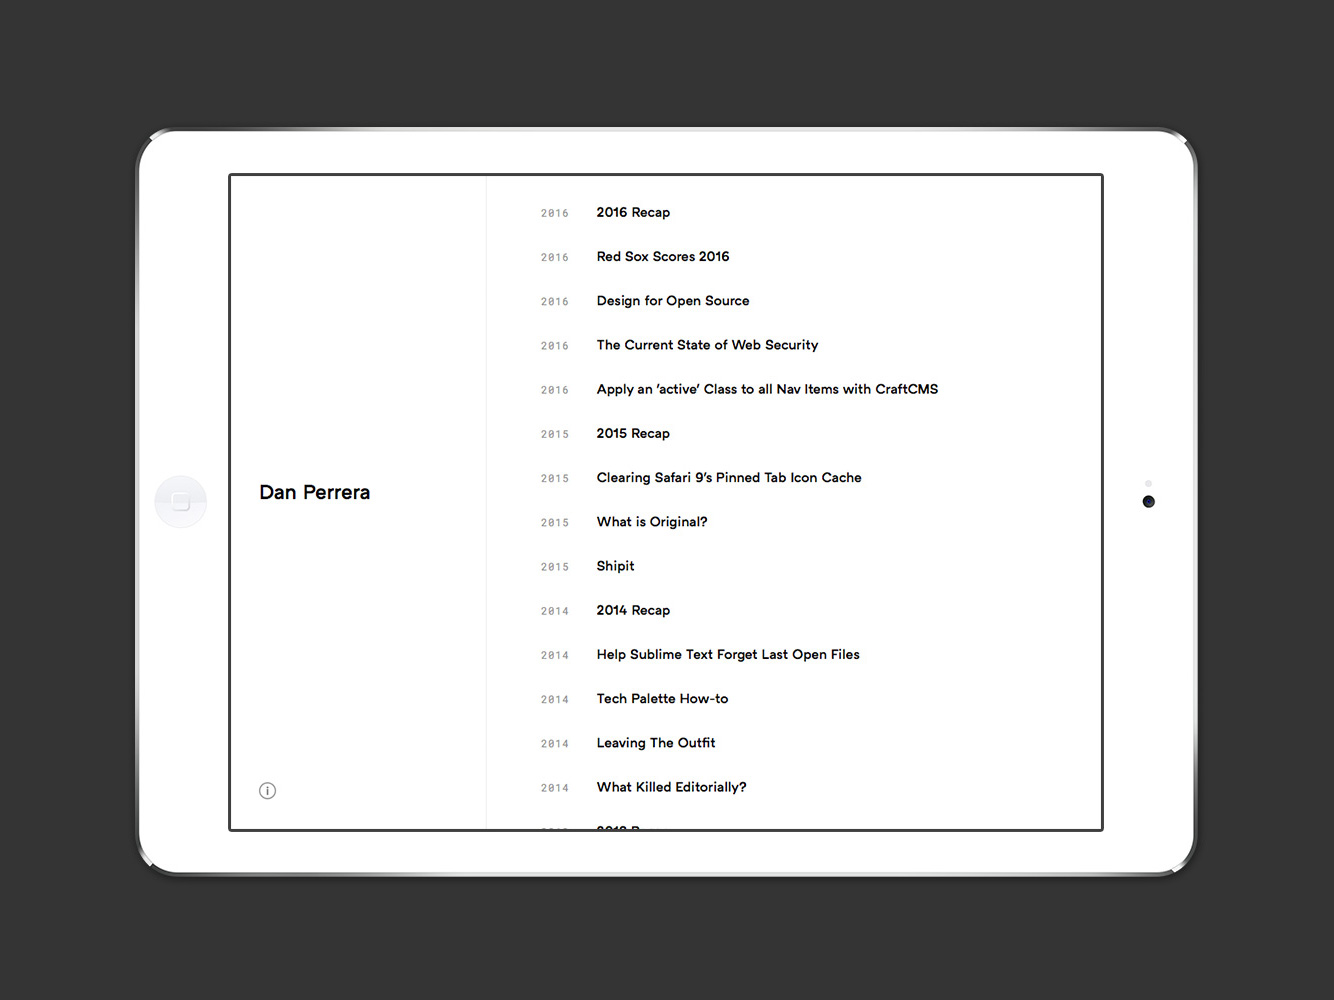 Dan Perrera
2016 2016 Recap
2016 Red Sox Scores 2016
2016 Design for Open Source
2016 The Current State of Web Security
2016 Apply an ’active’ Class to all Nav Items with CraftCMS
2015 2015 Recap
2015 Clearing Safari 9’s Pinned Tab Icon Cache
2015 What is Original?
2015 Shipit
2014 2014 Recap
2014 Help Sublime Text Forget Last Open Files
2014 Tech Palette How-to
2014 Leaving The Outfit
2014 What Killed Editorially?